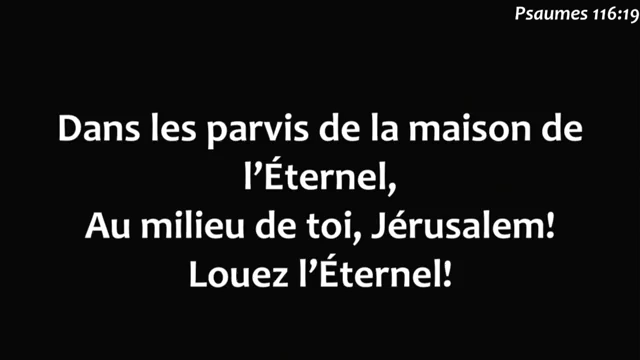 Psaumes 116:19
Dans les parvis de la maison de
l’Éternel,
Au milieu de toi, Jérusalem!
Louez l’Éternel!